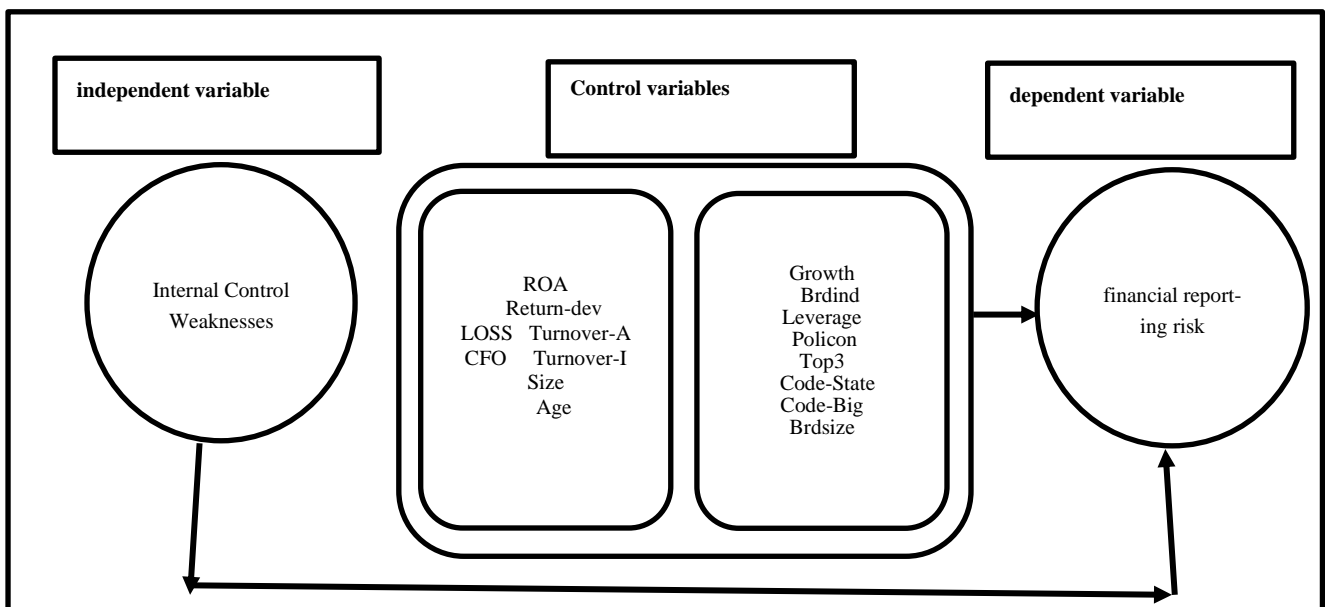 independent variable
Control variables
dependent variable
Internal Control
Weaknesses
ROA
Return-dev
LOSS Turnover-A
CFO Turnover-I
Size
Age
Growth
Brdind
Leverage
Policon
Top3
Code-State
Code-Big
Brdsize
financial report-
ing risk